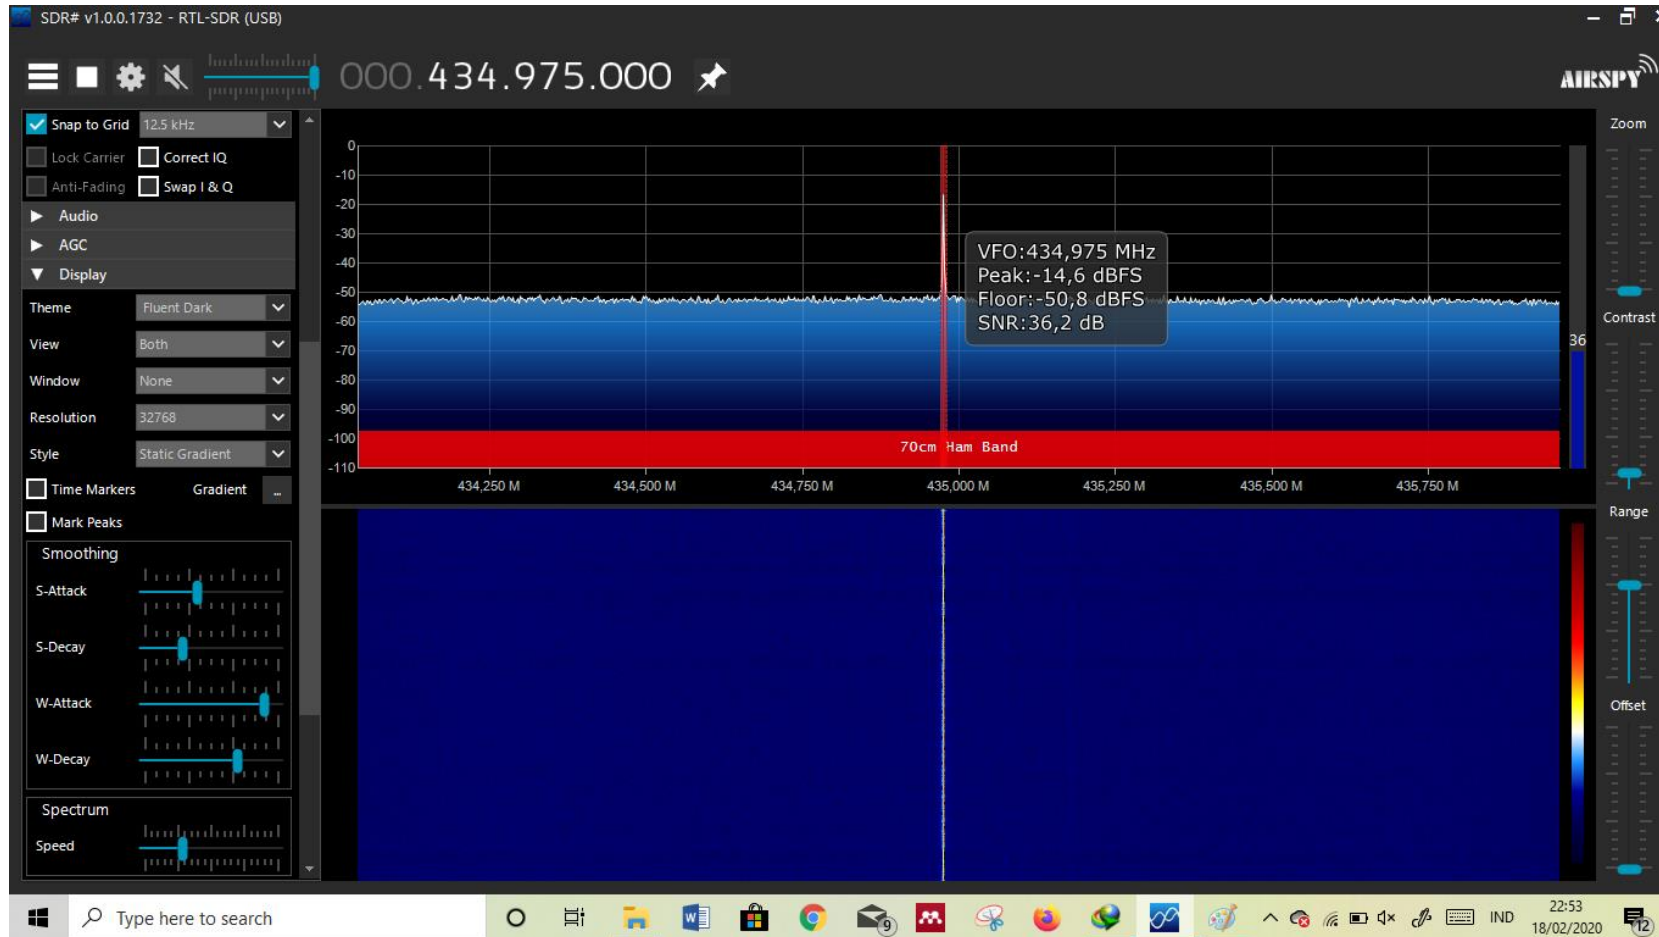 SDR# v1.0.0.1732 - RTL-SDR (USB)
000.434.975.000
AIRSPY
Snap to Grid 12.5 kHz
Lock Carrier Correct IQ
Anti-Fading Swap I & Q
Audio
AGC
Display
Theme Fluent Dark
View Both
Window None
Resolution 32768
Style Static Gradient
Time Markers Gradient ...
Mark Peaks
Smoothing
S-Attack
S-Decay
W-Attack
W-Decay
Spectrum
Speed
0
-10
-20
-30
-40
-50
-60
-70
-80
-90
-100
-110
VFO:434,975 MHz
Peak:-14,6 dBFS
Floor:-50,8 dBFS
SNR:36,2 dB
70cm Ham Band
434,250 M 434,500 M 434,750 M 435,000 M 435,250 M 435,500 M 435,750 M
36
Zoom
Contrast
Range
Offset
Type here to search
W
9
IND
22:53
18/02/2020
12